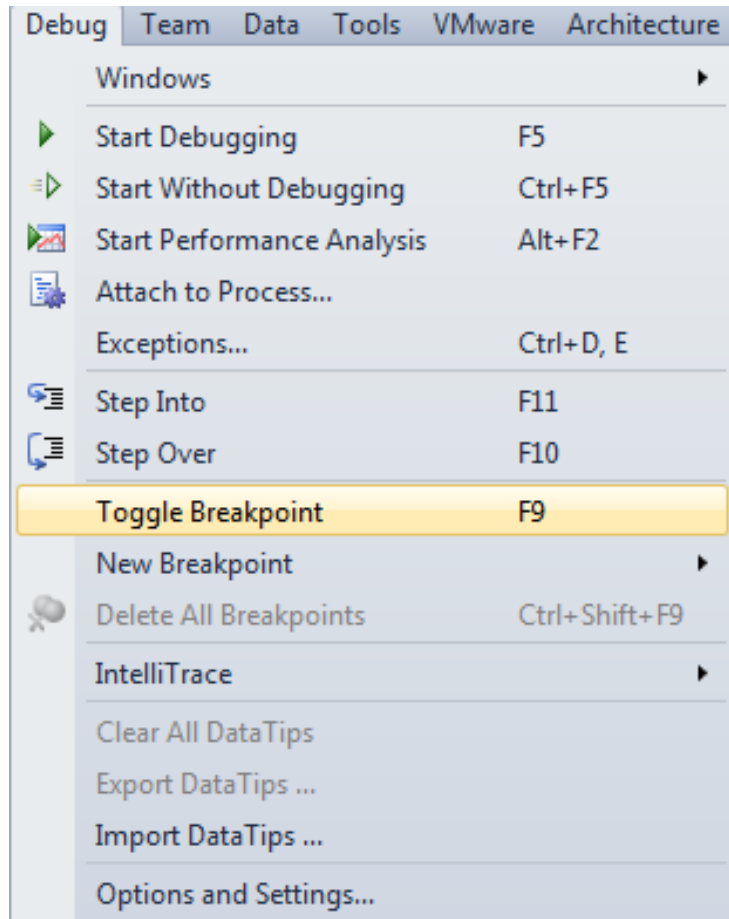 Debug Team Data Tools VMware Architecture
Windows
Start Debugging F5
Start Without Debugging Ctrl+F5
Start Performance Analysis Alt+F2
Attach to Process...
Exceptions... Ctrl+D, E
Step Into F11
Step Over F10
Toggle Breakpoint F9
New Breakpoint
Delete All Breakpoints Ctrl+Shift+F9
IntelliTrace
Clear All DataTips
Export DataTips ...
Import DataTips ...
Options and Settings...